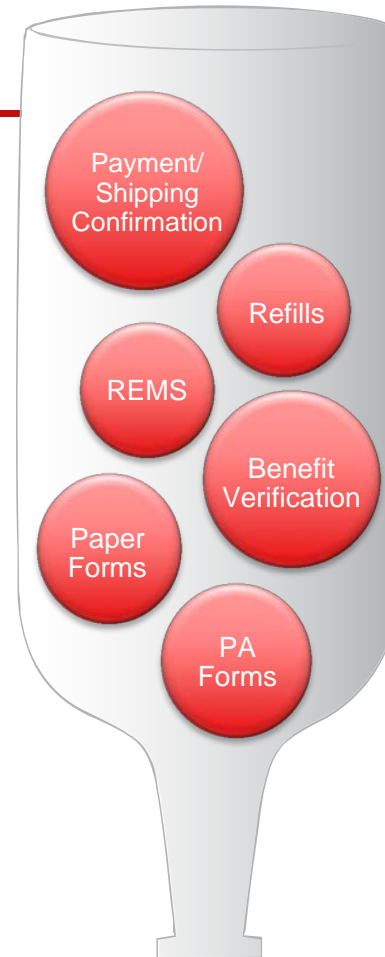 Payment/
Shipping
Confirmation
Refills
REMS
Benefit
Verification
Paper
Forms
PA
Forms